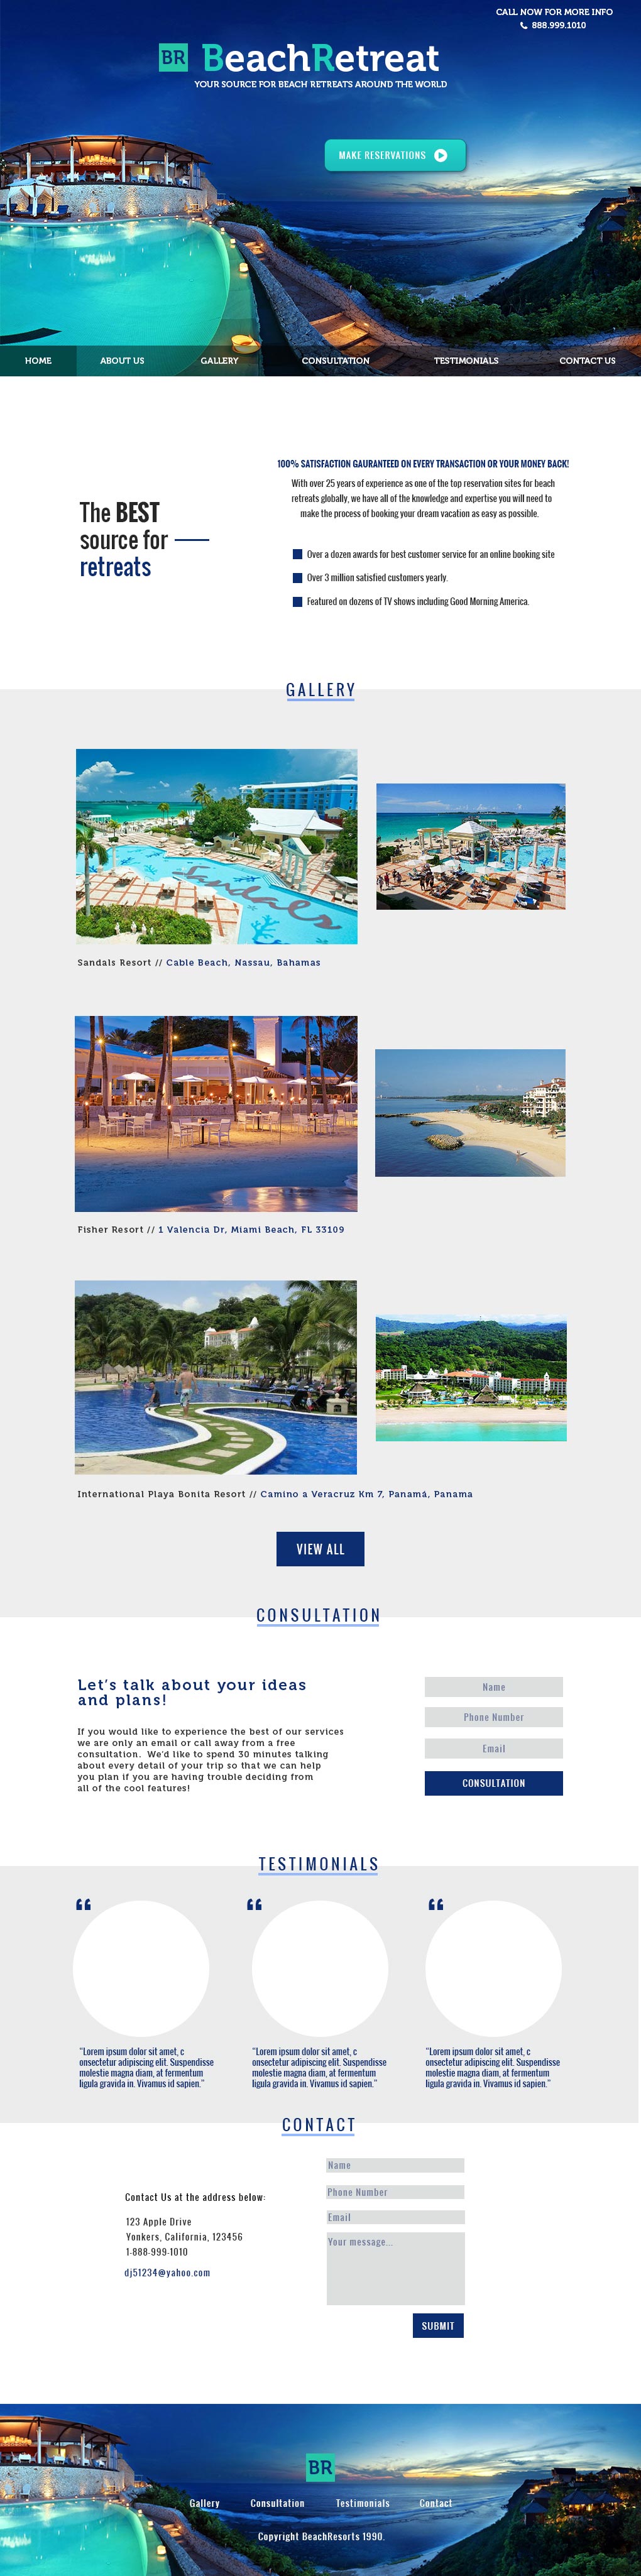 CALL NOW FOR MORE INFO
888.999.1010
BR BeachRetreat
YOUR SOURCE FOR BEACH RETREATS AROUND THE WORLD
MAKE RESERVATIONS
HOME ABOUT US GALLERY CONSULTATION TESTIMONIALS CONTACT US
100% SATISFACTION GAURANTEED ON EVERY TRANSACTION OR YOUR MONEY BACK!
With over 25 years of experience as one of the top reservation sites for beach
retreats globally, we have all of the knowledge and expertise you will need to
make the process of booking your dream vacation as easy as possible.
The BEST
source for
retreats
Over a dozen awards for best customer service for an online booking site
Over 3 million satisfied customers yearly.
Featured on dozens of TV shows including Good Morning America.
GALLERY
Sandals
Sandals Resort // Cable Beach, Nassau, Bahamas
Fisher Resort // 1 Valencia Dr, Miami Beach, FL 33109
International Playa Bonita Resort // Camino a Veracruz Km 7, Panamá, Panama
VIEW ALL
CONSULTATION
Let's talk about your ideas
and plans!
If you would like to experience the best of our services
we are only an email or call away from a free
consultation. We'd like to spend 30 minutes talking
about every detail of your trip so that we can help
you plan if you are having trouble deciding from
all of the cool features!
Name
Phone Number
Email
CONSULTATION
TESTIMONIALS
“ “ “
"Lorem ipsum dolor sit amet, c
onsectetur adipiscing elit. Suspendisse
molestie magna diam, at fermentum
ligula gravida in. Vivamus id sapien."
"Lorem ipsum dolor sit amet, c
onsectetur adipiscing elit. Suspendisse
molestie magna diam, at fermentum
ligula gravida in. Vivamus id sapien."
"Lorem ipsum dolor sit amet, c
onsectetur adipiscing elit. Suspendisse
molestie magna diam, at fermentum
ligula gravida in. Vivamus id sapien."
CONTACT
Contact Us at the address below:
123 Apple Drive
Yonkers, California, 123456
1-888-999-1010
dj51234@yahoo.com
Name
Phone Number
Email
Your message...
SUBMIT
BR
Gallery Consultation Testimonials Contact
Copyright BeachResorts 1990.